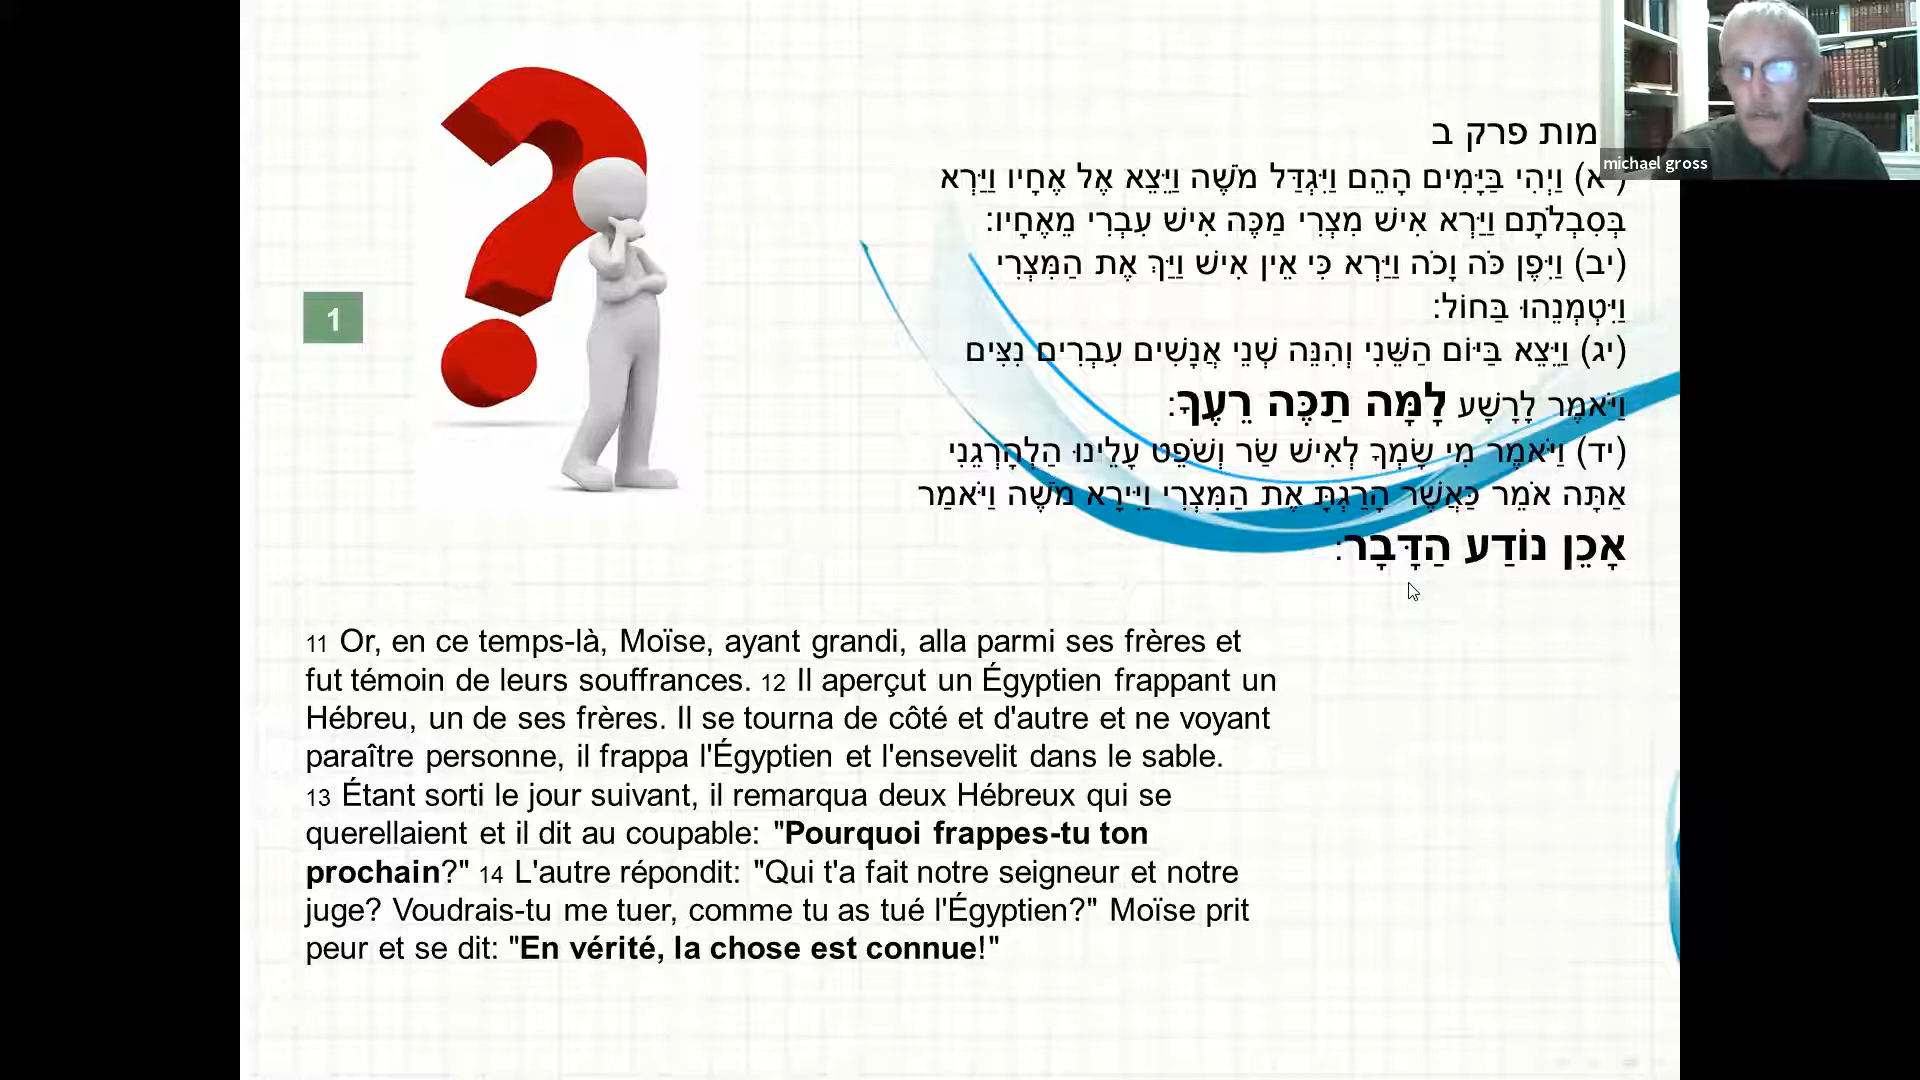 מות פרק ב
michael gross
(יא) וַיְהִי בַּיָּמִים הָהֵם וַיִּגְדַּל מֹשֶׁה וַיֵּצֵא אֶל אֶחָיו וַיַּרְא
בְּסִבְלֹתָם וַיַּרְא אִישׁ מִצְרִי מַכֶּה אִישׁ עִבְרִי מֵאֶחָיו:
(יב) וַיִּפֶן כֹּה וָכֹה וַיַּרְא כִּי אֵין אִישׁ וַיַּךְ אֶת הַמִּצְרִי
וַיִּטְמְנֵהוּ בַּחוֹל:
(יג) וַיֵּצֵא בַּיּוֹם הַשֵּׁנִי וְהִנֵּה שְׁנֵי אֲנָשִׁים עִבְרִים נִצִּים
וַיֹּאמֶר לָרָשָׁע לָמָּה תַכֶּה רֵעֶךָ:
(יד) וַיֹּאמֶר מִי שָׂמְךָ לְאִישׁ שַׂר וְשֹׁפֵט עָלֵינוּ הַלְהָרְגֵנִי
אַתָּה אֹמֵר כַּאֲשֶׁר הָרַגְתָּ אֶת הַמִּצְרִי וַיִּירָא מֹשֶׁה וַיֹּאמַר
אָכֵן נוֹדַע הַדָּבָר:
1
11 Or, en ce temps-là, Moïse, ayant grandi, alla parmi ses frères et
fut témoin de leurs souffrances. 12 Il aperçut un Égyptien frappant un
Hébreu, un de ses frères. Il se tourna de côté et d'autre et ne voyant
paraître personne, il frappa l'Égyptien et l'ensevelit dans le sable.
13 Étant sorti le jour suivant, il remarqua deux Hébreux qui se
querellaient et il dit au coupable: "Pourquoi frappes-tu ton
prochain?" 14 L'autre répondit: "Qui t'a fait notre seigneur et notre
juge? Voudrais-tu me tuer, comme tu as tué l'Égyptien?" Moïse prit
peur et se dit: "En vérité, la chose est connue!"